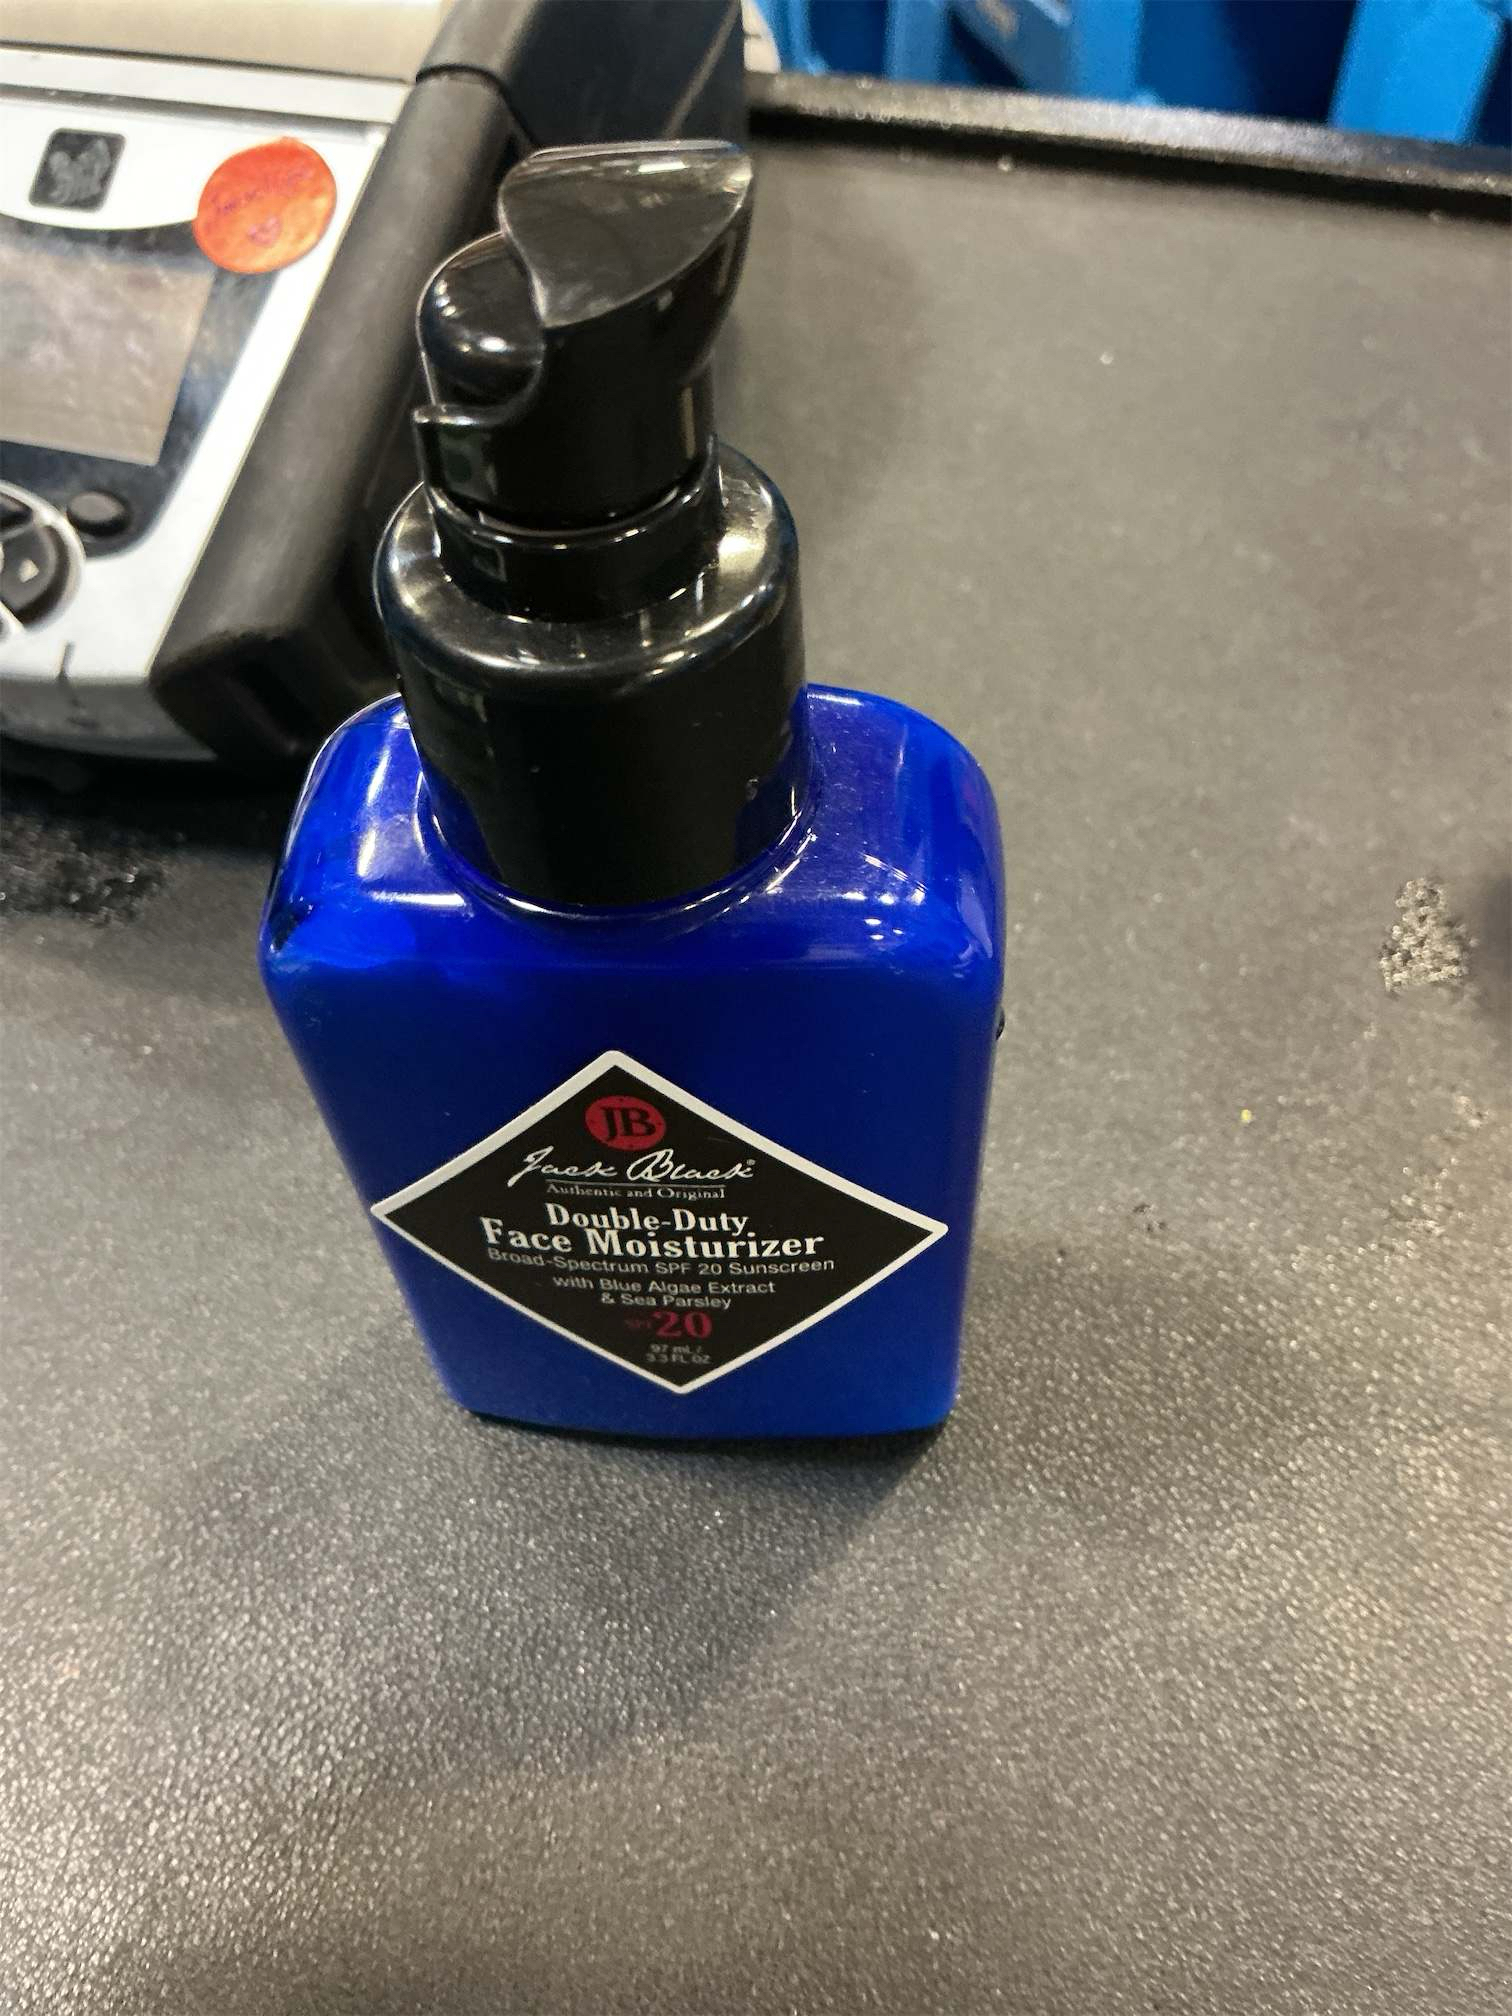 JB
Jack Black®
Authentic and Original
Double-Duty
Face Moisturizer
Broad-Spectrum SPF 20 Sunscreen
with Blue Algae Extract
& Sea Parsley
SPF 20
97 mL /
3.3 FL OZ